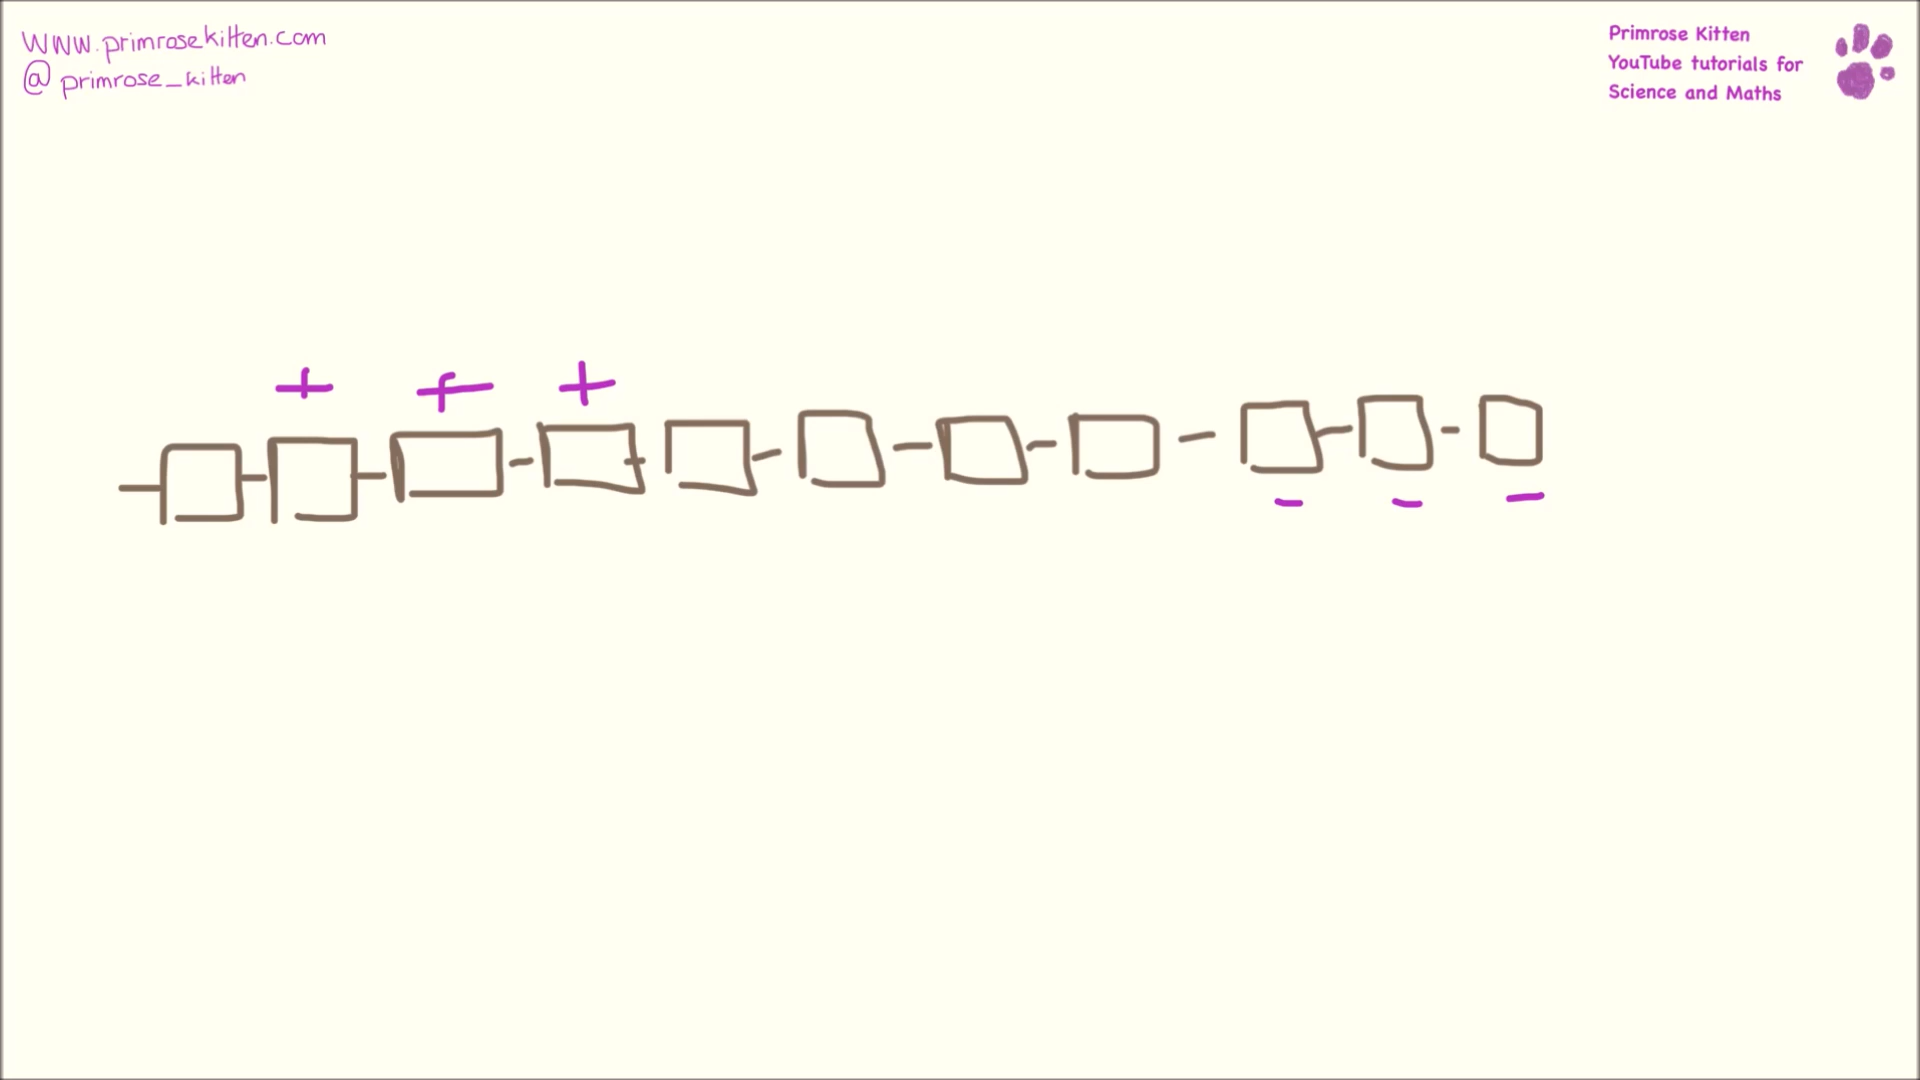 www.primrosekitten.com
@primrose_kitten
Primrose Kitten
YouTube tutorials for
Science and Maths
+ + +
- - -